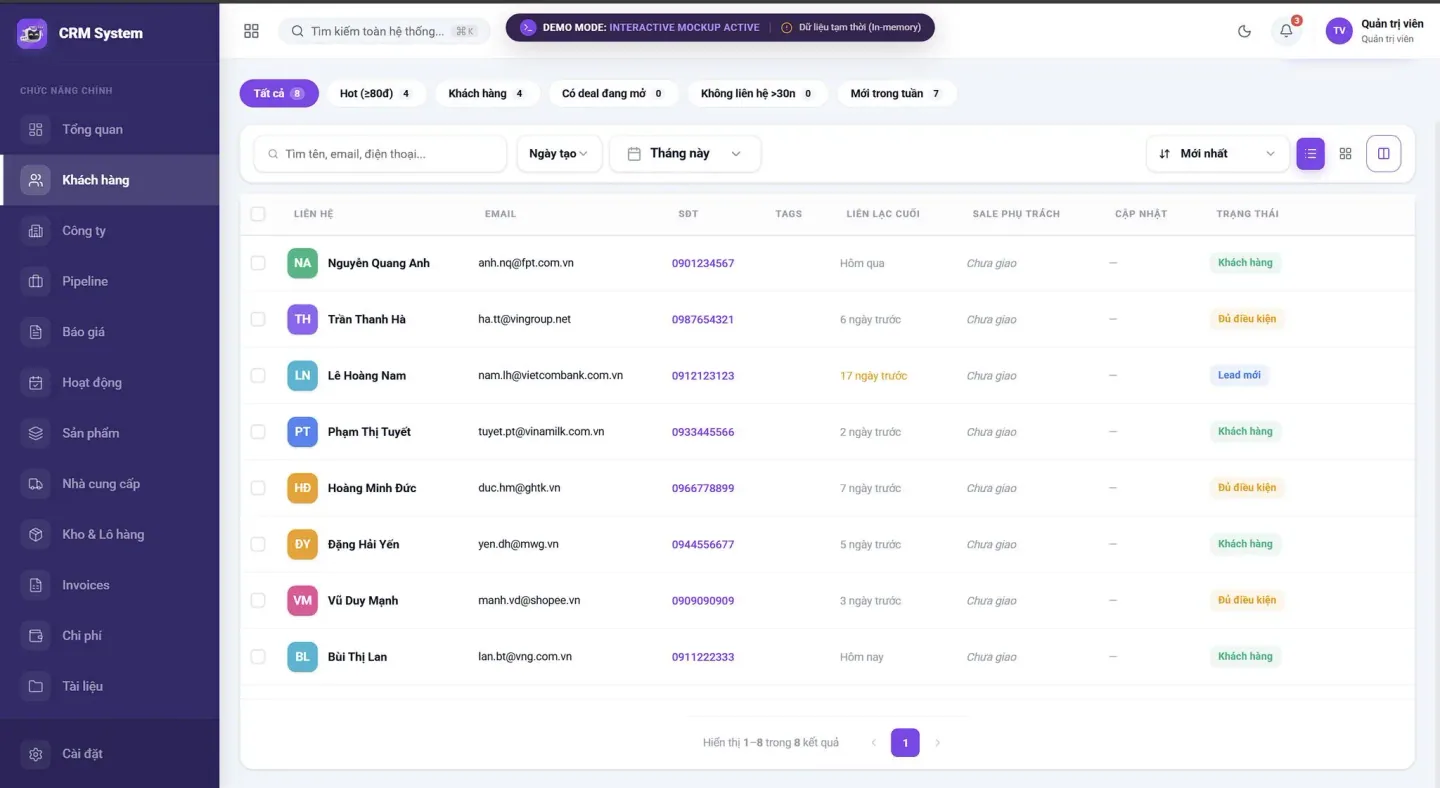 CRM System
Tìm kiếm toàn hệ thống... ⌘K
DEMO MODE: INTERACTIVE MOCKUP ACTIVE
Dữ liệu tạm thời (In-memory)
3
TV
Quản trị viên
Quản trị viên
CHỨC NĂNG CHÍNH
Tổng quan
Khách hàng
Công ty
Pipeline
Báo giá
Hoạt động
Sản phẩm
Nhà cung cấp
Kho & Lô hàng
Invoices
Chi phí
Tài liệu
Cài đặt
Tất cả 8
Hot (≥80đ) 4
Khách hàng 4
Có deal đang mở 0
Không liên hệ >30n 0
Mới trong tuần 7
Tìm tên, email, điện thoại...
Ngày tạo
Tháng này
Mới nhất
LIÊN HỆ EMAIL SĐT TAGS LIÊN LẠC CUỐI SALE PHỤ TRÁCH CẬP NHẬT TRẠNG THÁI
NA Nguyễn Quang Anh anh.nq@fpt.com.vn 0901234567 Hôm qua Chưa giao — Khách hàng
TH Trần Thanh Hà ha.tt@vingroup.net 0987654321 6 ngày trước Chưa giao — Đủ điều kiện
LN Lê Hoàng Nam nam.lh@vietcombank.com.vn 0912123123 17 ngày trước Chưa giao — Lead mới
PT Phạm Thị Tuyết tuyet.pt@vinamilk.com.vn 0933445566 2 ngày trước Chưa giao — Khách hàng
HĐ Hoàng Minh Đức duc.hm@ghtk.vn 0966778899 7 ngày trước Chưa giao — Đủ điều kiện
ĐY Đặng Hải Yến yen.dh@mwg.vn 0944556677 5 ngày trước Chưa giao — Khách hàng
VM Vũ Duy Mạnh manh.vd@shopee.vn 0909090909 3 ngày trước Chưa giao — Đủ điều kiện
BL Bùi Thị Lan lan.bt@vng.com.vn 0911222333 Hôm nay Chưa giao — Khách hàng
Hiển thị 1–8 trong 8 kết quả
1